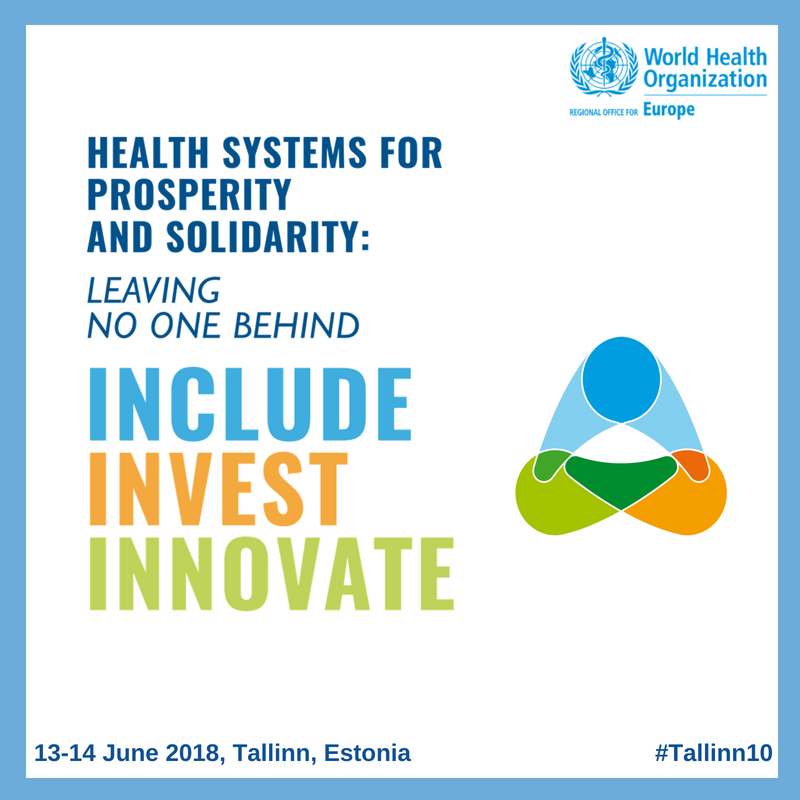 World Health
Organization
REGIONAL OFFICE FOR Europe
HEALTH SYSTEMS FOR
PROSPERITY
AND SOLIDARITY:
LEAVING
NO ONE BEHIND
INCLUDE
INVEST
INNOVATE
13-14 June 2018, Tallinn, Estonia
#Tallinn10